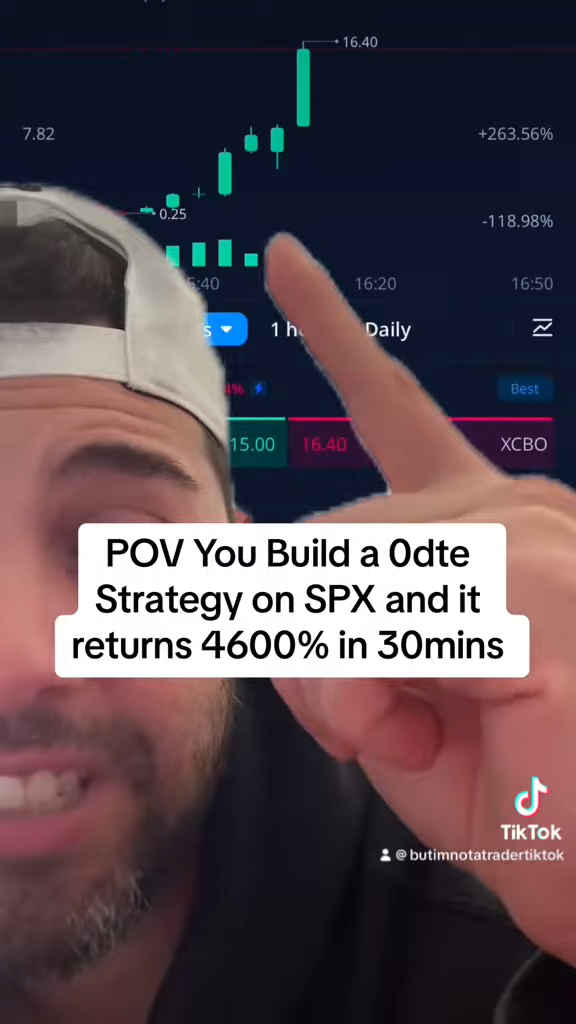 16.40
7.82
+263.56%
0.25
-118.98%
5:40 16:20 16:50
s 1 h Daily
4% Best
15.00 16.40 XCBO
POV You Build a 0dte
Strategy on SPX and it
returns 4600% in 30mins
TikTok
@butimnotatradertiktok